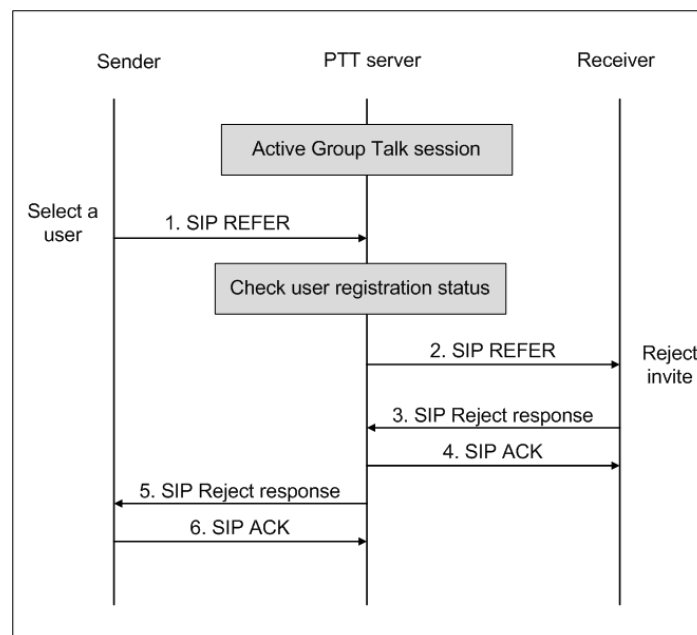 Sender
PTT server
Receiver
Active Group Talk session
Select a
user
1. SIP REFER
Check user registration status
2. SIP REFER
Reject
invite
3. SIP Reject response
4. SIP ACK
5. SIP Reject response
6. SIP ACK